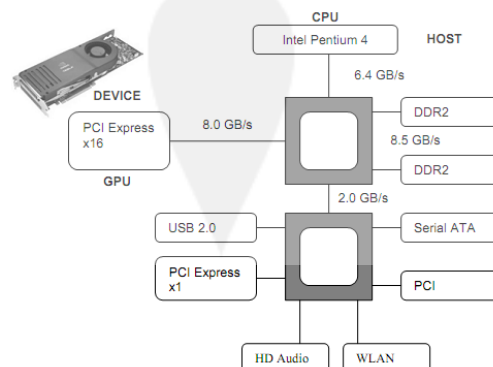 CPU
Intel Pentium 4
HOST
6.4 GB/s
DEVICE
DDR2
PCI Express
x16
8.0 GB/s
8.5 GB/s
DDR2
GPU
2.0 GB/s
USB 2.0
Serial ATA
PCI Express
x1
PCI
HD Audio
WLAN